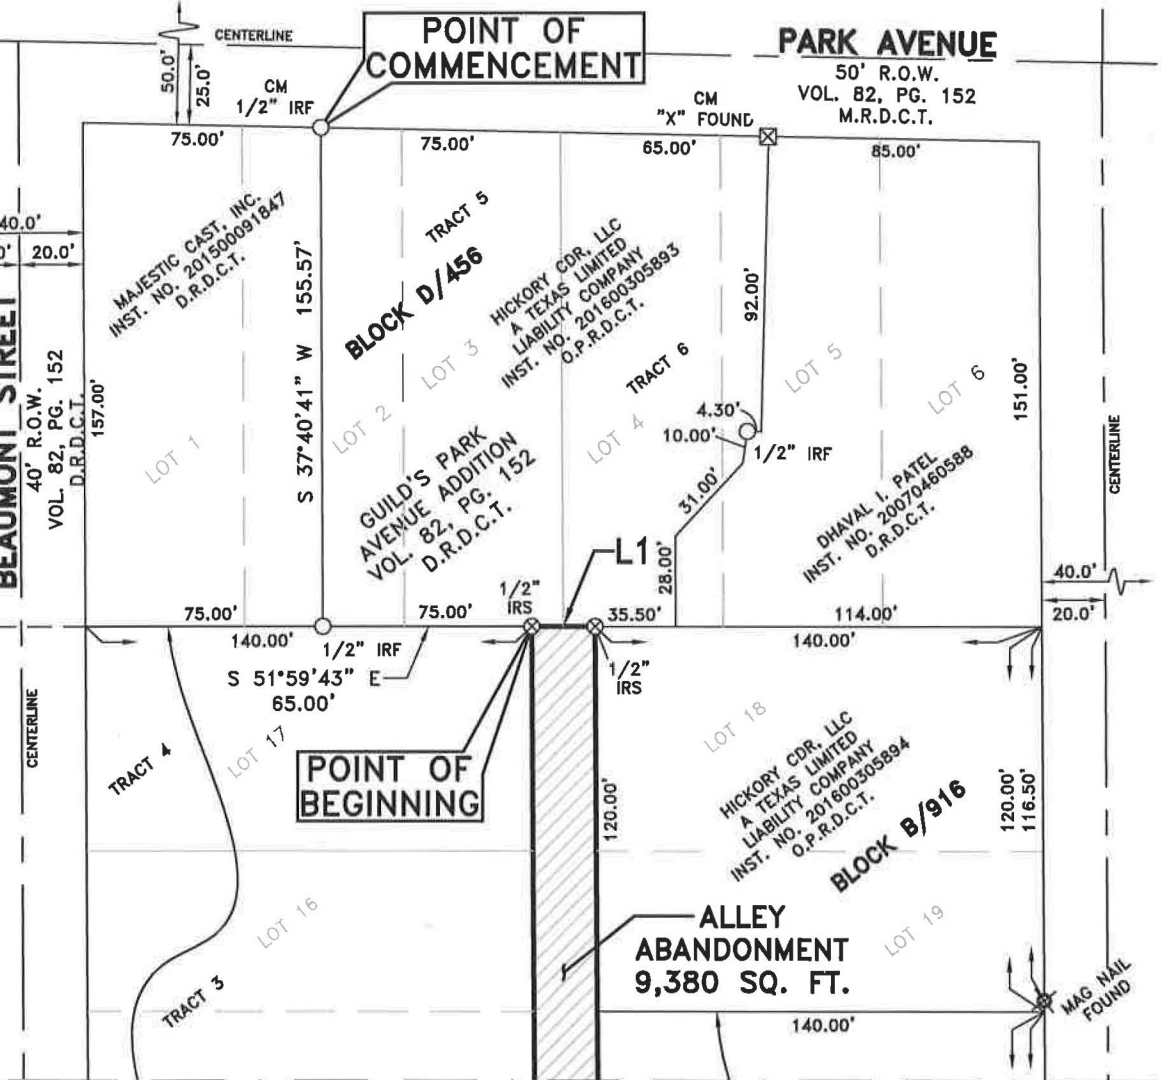 CENTERLINE
POINT OF
COMMENCEMENT
PARK AVENUE
50' R.O.W.
VOL. 82, PG. 152
M.R.D.C.T.
50.0'
25.0'
CM
1/2" IRF
CM
"X" FOUND
75.00'
75.00'
65.00'
85.00'
40.0'
20.0'
MAJESTIC CAST, INC.
INST. NO. 201500091847
D.R.D.C.T.
TRACT 5
BLOCK D/456
HICKORY CDR, LLC
A TEXAS LIMITED
LIABILITY COMPANY
INST. NO. 201600305893
O.P.R.D.C.T.
S 37°40'41" W 155.57'
92.00'
BEAUMONT STREET
40' R.O.W.
VOL. 82, PG. 152
D.R.D.C.T.
157.00'
LOT 1
LOT 2
LOT 3
LOT 4
LOT 5
LOT 6
TRACT 6
4.30'
10.00'
1/2" IRF
31.00'
28.00'
151.00'
CENTERLINE
GUILD'S PARK
AVENUE ADDITION
VOL. 82, PG. 152
D.R.D.C.T.
DHAVAL I. PATEL
INST. NO. 20070460588
D.R.D.C.T.
L1
1/2"
IRS
40.0'
20.0'
75.00'
75.00'
35.50'
114.00'
140.00'
1/2" IRF
140.00'
S 51°59'43" E
65.00'
1/2"
IRS
CENTERLINE
TRACT 4
LOT 17
LOT 18
POINT OF
BEGINNING
120.00'
HICKORY CDR, LLC
A TEXAS LIMITED
LIABILITY COMPANY
INST. NO. 201600305894
O.P.R.D.C.T.
BLOCK B/916
120.00'
116.50'
LOT 16
LOT 19
ALLEY
ABANDONMENT
9,380 SQ. FT.
TRACT 3
MAG NAIL
FOUND
140.00'